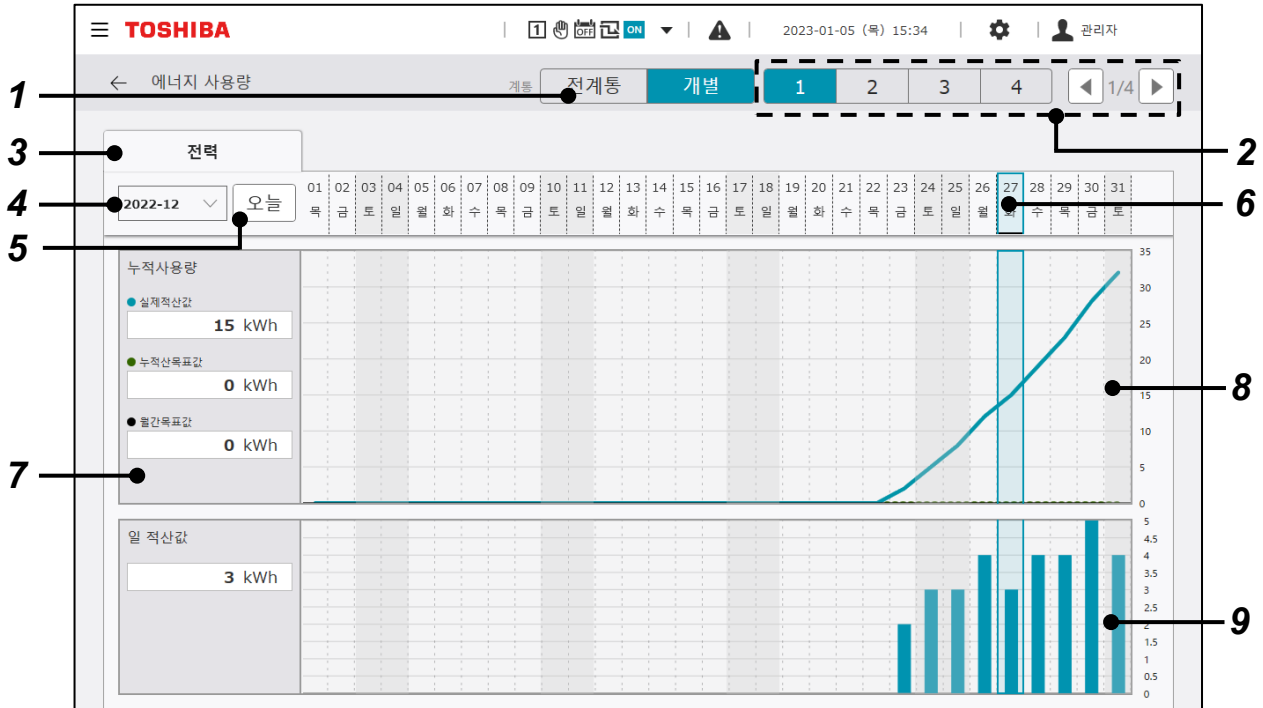 TOSHIBA 1 OFF ON 2023-01-05 (목) 15:34 관리자
에너지 사용량 계통 전계통 개별 1 2 3 4 1/4
1
2
3 전력
4 2022-12 오늘
5
6
01 02 03 04 05 06 07 08 09 10 11 12 13 14 15 16 17 18 19 20 21 22 23 24 25 26 27 28 29 30 31
목 금 토 일 월 화 수 목 금 토 일 월 화 수 목 금 토 일 월 화 수 목 금 토 일 월 화 수 목 금 토
누적사용량
실제적산값
15 kWh
누적산목표값
0 kWh
월간목표값
0 kWh
7
35
30
25
20
15
10
5
0
8
일 적산값
3 kWh
5
4.5
4
3.5
3
2.5
2
1.5
1
0.5
0
9